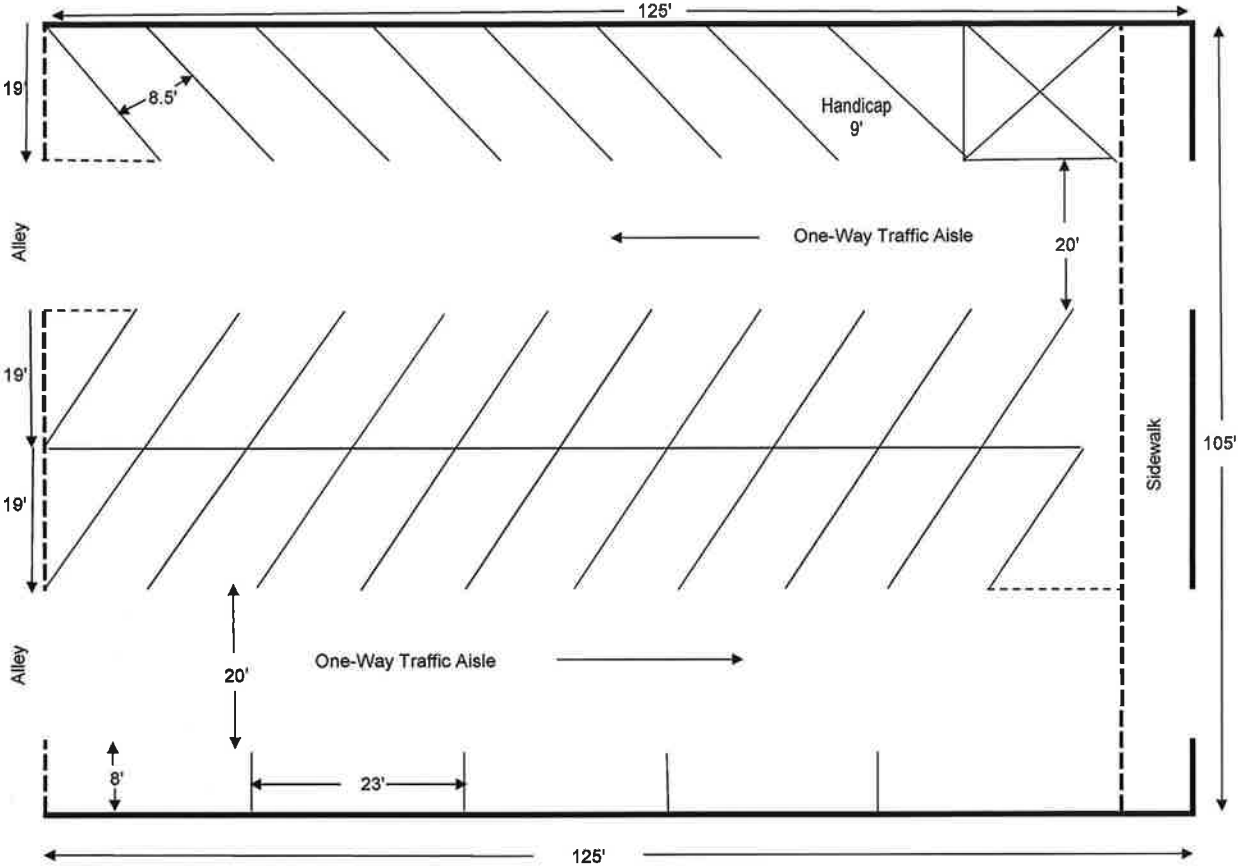 125'
19'
8.5'
Handicap
9'
Alley
One-Way Traffic Aisle
20'
19'
Sidewalk
105'
19'
Alley
One-Way Traffic Aisle
20'
8'
23'
125'